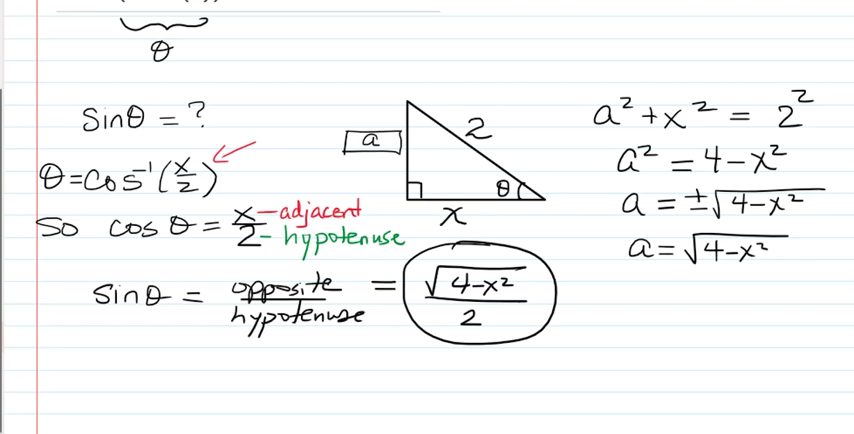 θ
sinθ = ?
θ=cos⁻¹(x/2)
So cos θ = x/2
adjacent
hypotenuse
a
2
θ
x
a² + x² = 2²
a² = 4 - x²
a = ±√4-x²
a = √4-x²
sinθ = opposite/hypotenuse = √4-x²/2